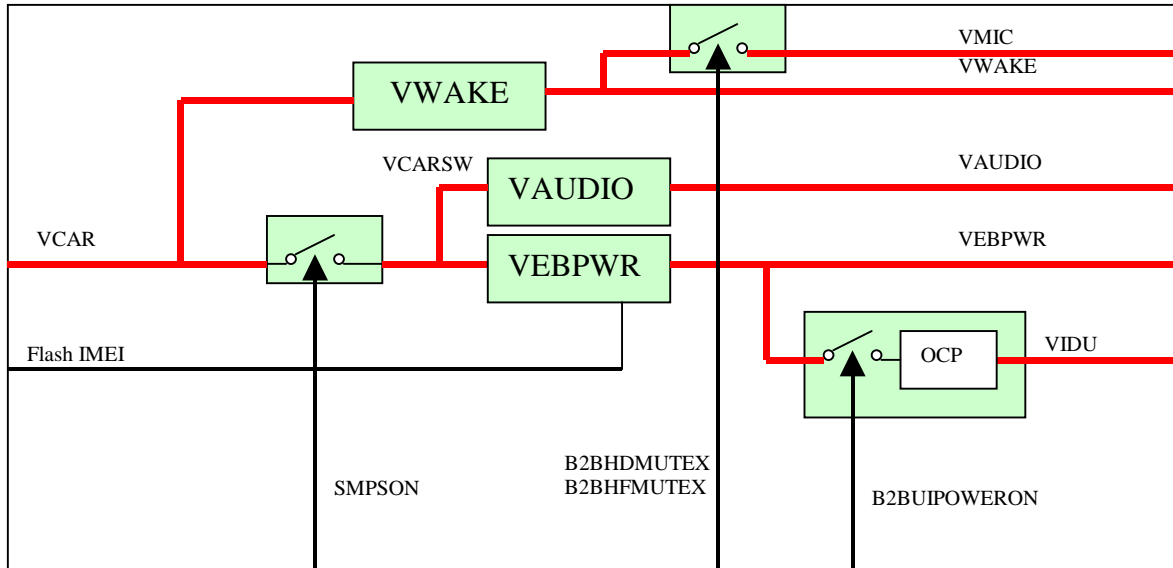 VMIC
VWAKE
VWAKE
VCARSW
VAUDIO
VAUDIO
VCAR
VEBPWR
VEBPWR
Flash IMEI
OCP
VIDU
B2BHDMUTEX
B2BHFMUTEX
SMPSON
B2BUIPOWERON